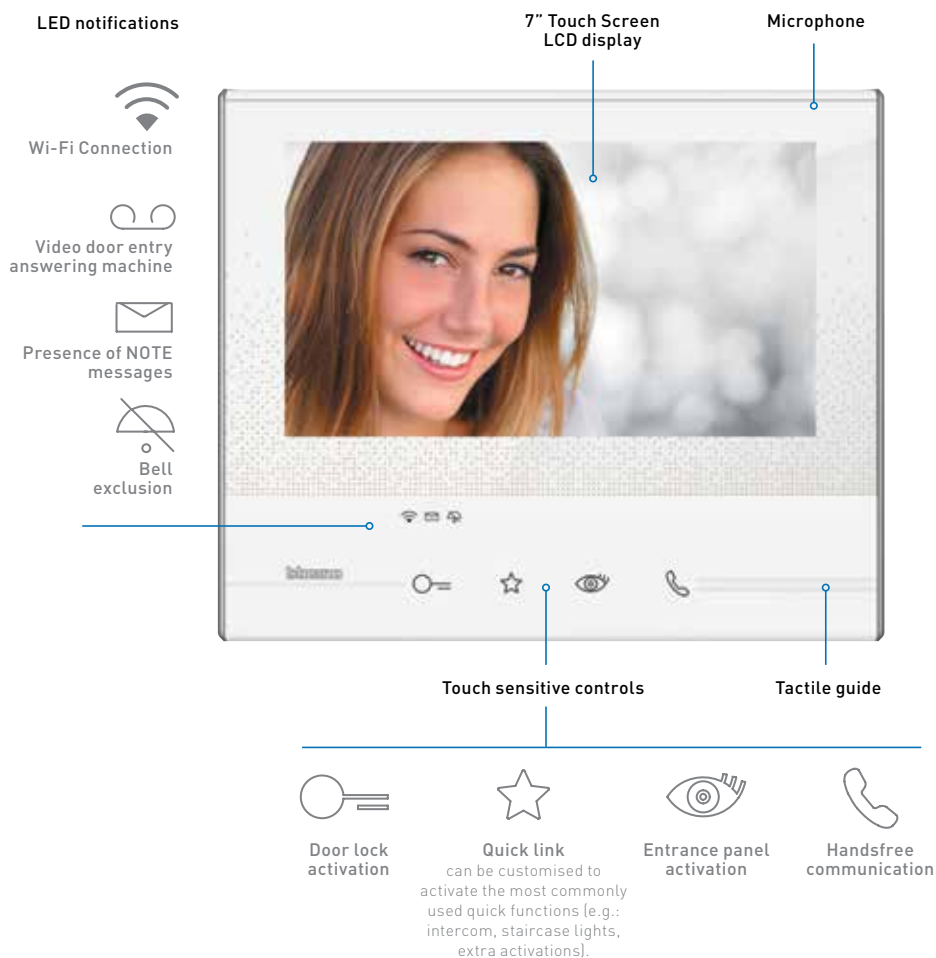 LED notifications
7” Touch Screen
LCD display
Microphone
Wi-Fi Connection
Video door entry
answering machine
Presence of NOTE
messages
Bell
exclusion
Touch sensitive controls
Tactile guide
Door lock
activation
Quick link
can be customised to
activate the most commonly
used quick functions (e.g.:
intercom, staircase lights,
extra activations).
Entrance panel
activation
Handsfree
communication